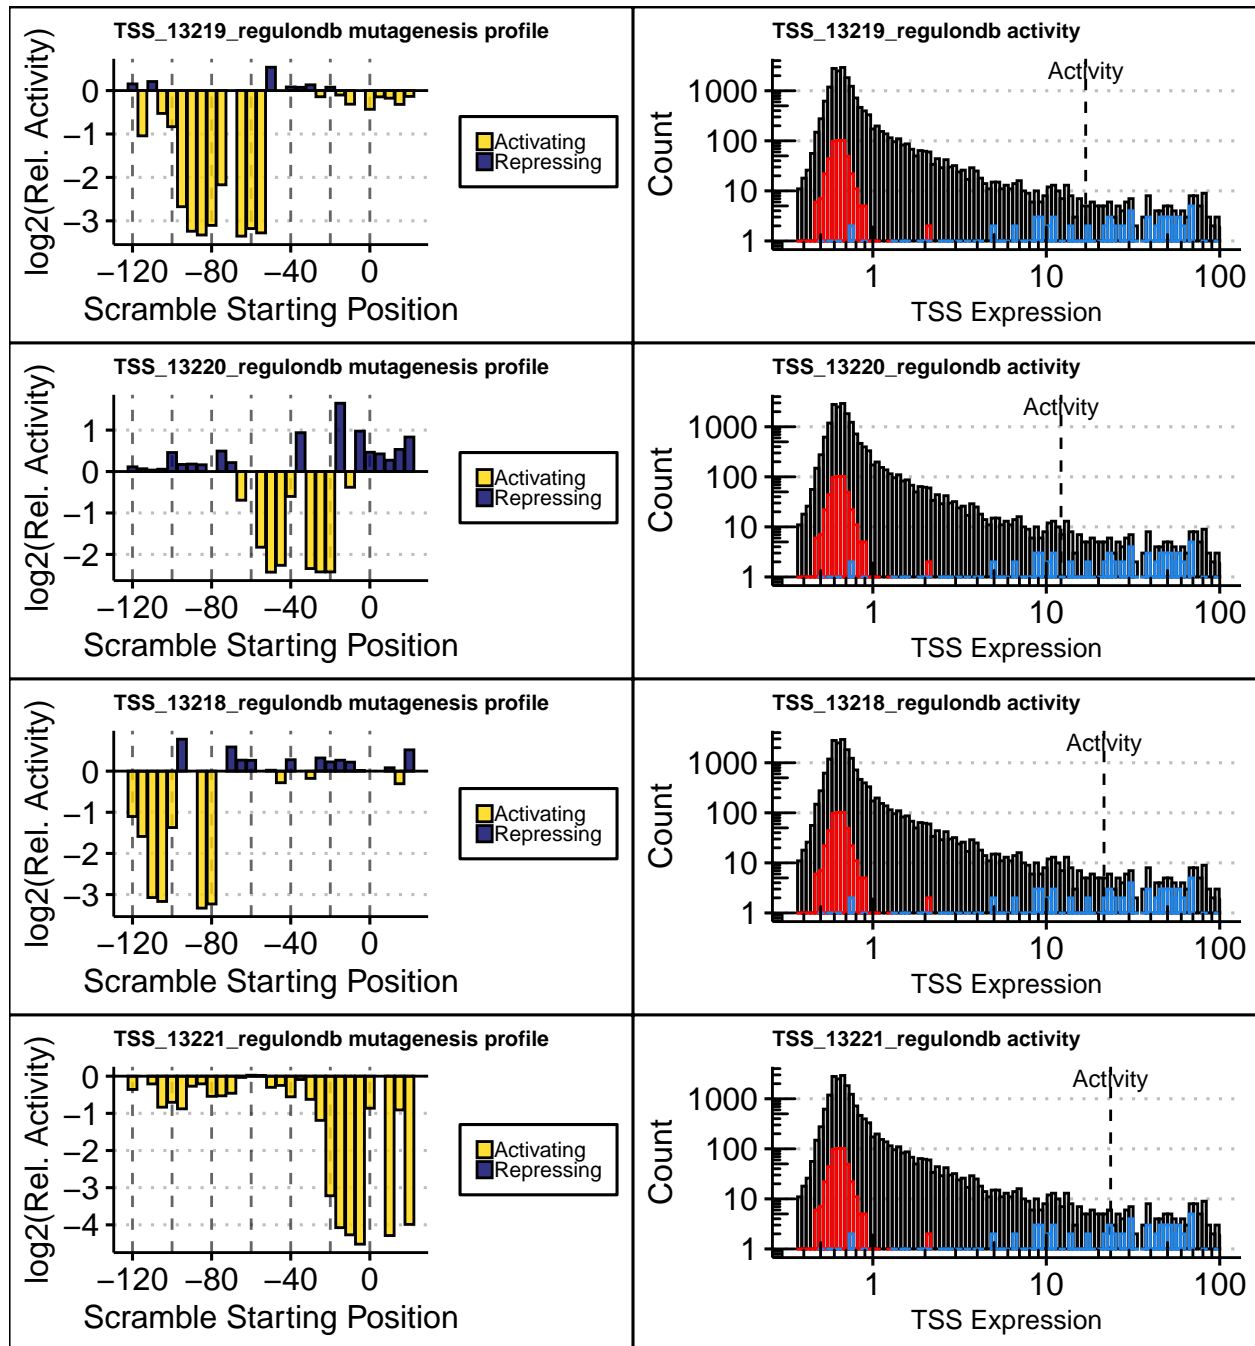 TSS_13219_regulondb mutagenesis profile
log2(Rel. Activity)
0
−1
−2
−3
−120 −80 −40 0
Scramble Starting Position
Activating
Repressing
TSS_13219_regulondb activity
Activity
Count
1000
100
10
1
1 10 100
TSS Expression
TSS_13220_regulondb mutagenesis profile
log2(Rel. Activity)
1
0
−1
−2
−120 −80 −40 0
Scramble Starting Position
Activating
Repressing
TSS_13220_regulondb activity
Activity
Count
1000
100
10
1
1 10 100
TSS Expression
TSS_13218_regulondb mutagenesis profile
log2(Rel. Activity)
0
−1
−2
−3
−120 −80 −40 0
Scramble Starting Position
Activating
Repressing
TSS_13218_regulondb activity
Activity
Count
1000
100
10
1
1 10 100
TSS Expression
TSS_13221_regulondb mutagenesis profile
log2(Rel. Activity)
0
−1
−2
−3
−4
−120 −80 −40 0
Scramble Starting Position
Activating
Repressing
TSS_13221_regulondb activity
Activity
Count
1000
100
10
1
1 10 100
TSS Expression